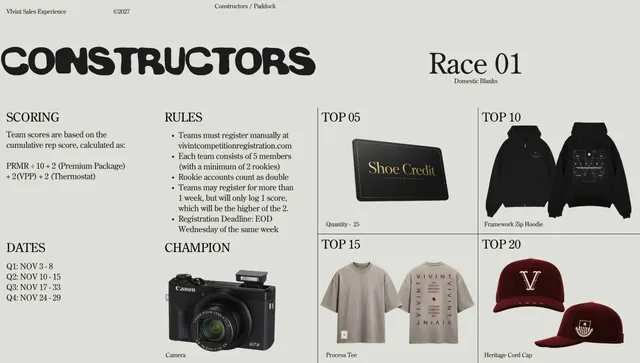 VIvint Sales Experience
©2027
Constructors / Paddock
CONSTRUCTORS
Race 01
Domestic Blanks
SCORING
Team scores are based on the
cumulative rep score, calculated as:
PRMR ÷ 10 + 2 (Premium Package)
+ 2(VPP) + 2 (Thermostat)
RULES
• Teams must register manually at
vivintcompetitionregistration.com
• Each team consists of 5 members
(with a minimum of 2 rookies)
• Rookie accounts count as double
• Teams may register for more than
1 week, but will only log 1 score,
which will be the higher of the 2.
• Registration Deadline: EOD
Wednesday of the same week
DATES
Q1: NOV 3 - 8
Q2: NOV 10 - 15
Q3: NOV 17 - 33
Q4: NOV 24 - 29
CHAMPION
Canon
G7X
Camera
TOP 05
Shoe Credit
Quantity - 25
TOP 10
Framework Zip Hoodie
TOP 15
VIVINT
Process Tee
TOP 20
V
Heritage Cord Cap